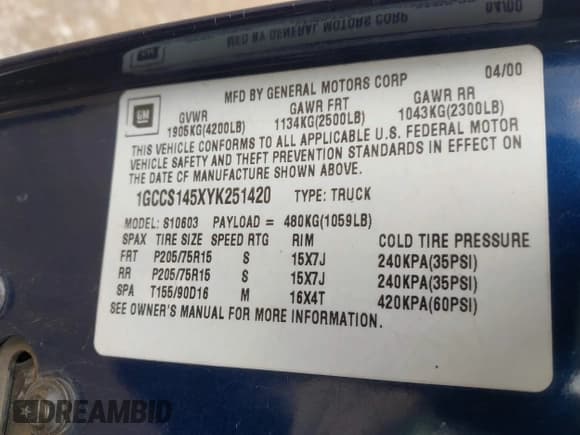 MFD BY GENERAL MOTORS CORP 04/00
GM GVWR GAWR FRT GAWR RR
1905KG(4200LB) 1134KG(2500LB) 1043KG(2300LB)
THIS VEHICLE CONFORMS TO ALL APPLICABLE U.S. FEDERAL MOTOR
VEHICLE SAFETY AND THEFT PREVENTION STANDARDS IN EFFECT ON
THE DATE OF MANUFACTURE SHOWN ABOVE.
1GCCS145XYK251420 TYPE: TRUCK
MODEL: S10603 PAYLOAD = 480KG(1059LB)
SPAX TIRE SIZE SPEED RTG RIM COLD TIRE PRESSURE
FRT P205/75R15 S 15X7J 240KPA(35PSI)
RR P205/75R15 S 15X7J 240KPA(35PSI)
SPA T155/90D16 M 16X4T 420KPA(60PSI)
SEE OWNER'S MANUAL FOR MORE INFORMATION.
DREAMBID